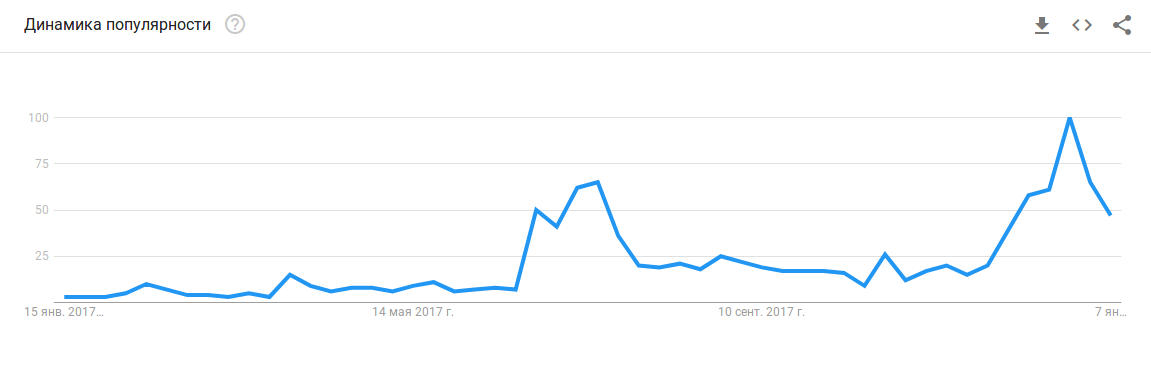 Динамика популярности ?
100
75
50
25
15 янв. 2017…
14 мая 2017 г.
10 сент. 2017 г.
7 ян…